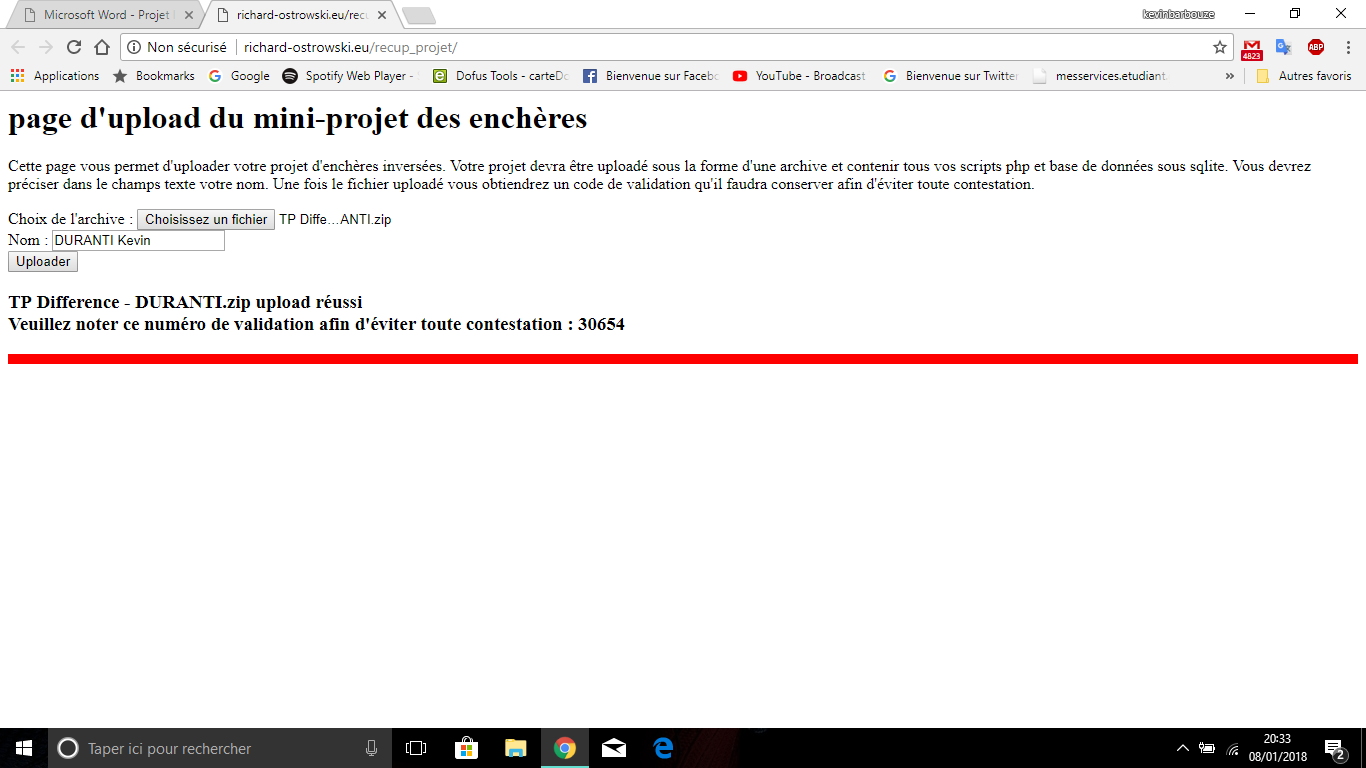 Microsoft Word - Projet
richard-ostrowski.eu/recu
kevinbarbouze
Non sécurisé
richard-ostrowski.eu/recup_projet/
4823
ABP
Applications
Bookmarks
Google
Spotify Web Player -
Dofus Tools - carteDo
Bienvenue sur Facebo
YouTube - Broadcast
Bienvenue sur Twitter
messervices.etudiant.
»
Autres favoris
page d'upload du mini-projet des enchères
Cette page vous permet d'uploader votre projet d'enchères inversées. Votre projet devra être uploadé sous la forme d'une archive et contenir tous vos scripts php et base de données sous sqlite. Vous devrez
préciser dans le champs texte votre nom. Une fois le fichier uploadé vous obtiendrez un code de validation qu'il faudra conserver afin d'éviter toute contestation.
Choix de l'archive : Choisissez un fichier TP Diffe...ANTI.zip
Nom : DURANTI Kevin
Uploader
TP Difference - DURANTI.zip upload réussi
Veuillez noter ce numéro de validation afin d'éviter toute contestation : 30654
Taper ici pour rechercher
20:33
08/01/2018
2